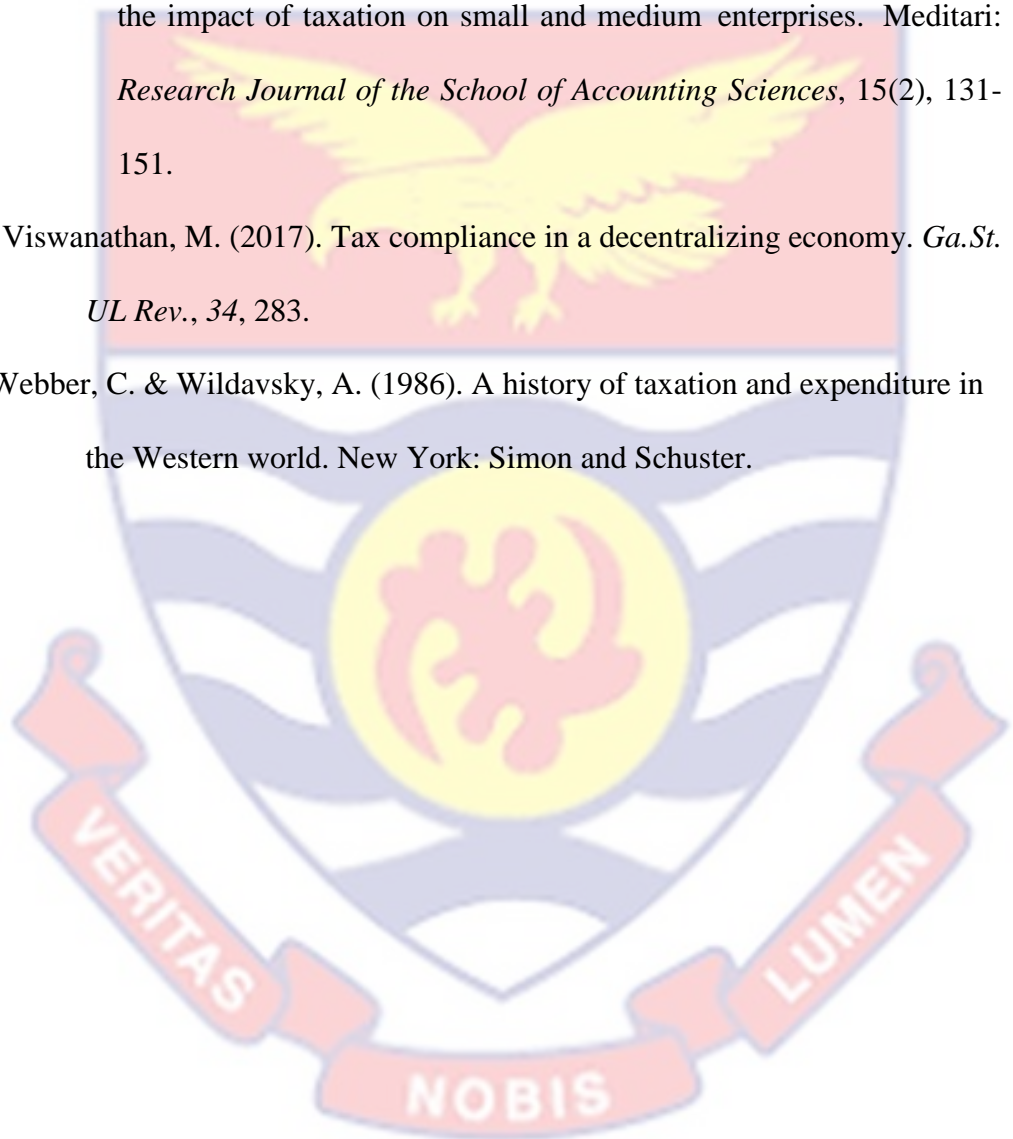 the impact of taxation on small and medium enterprises. Meditari:
Research Journal of the School of Accounting Sciences, 15(2), 131-
151.
Viswanathan, M. (2017). Tax compliance in a decentralizing economy. Ga.St.
UL Rev., 34, 283.
Webber, C. & Wildavsky, A. (1986). A history of taxation and expenditure in
the Western world. New York: Simon and Schuster.
VERITAS
NOBIS
LUMEN